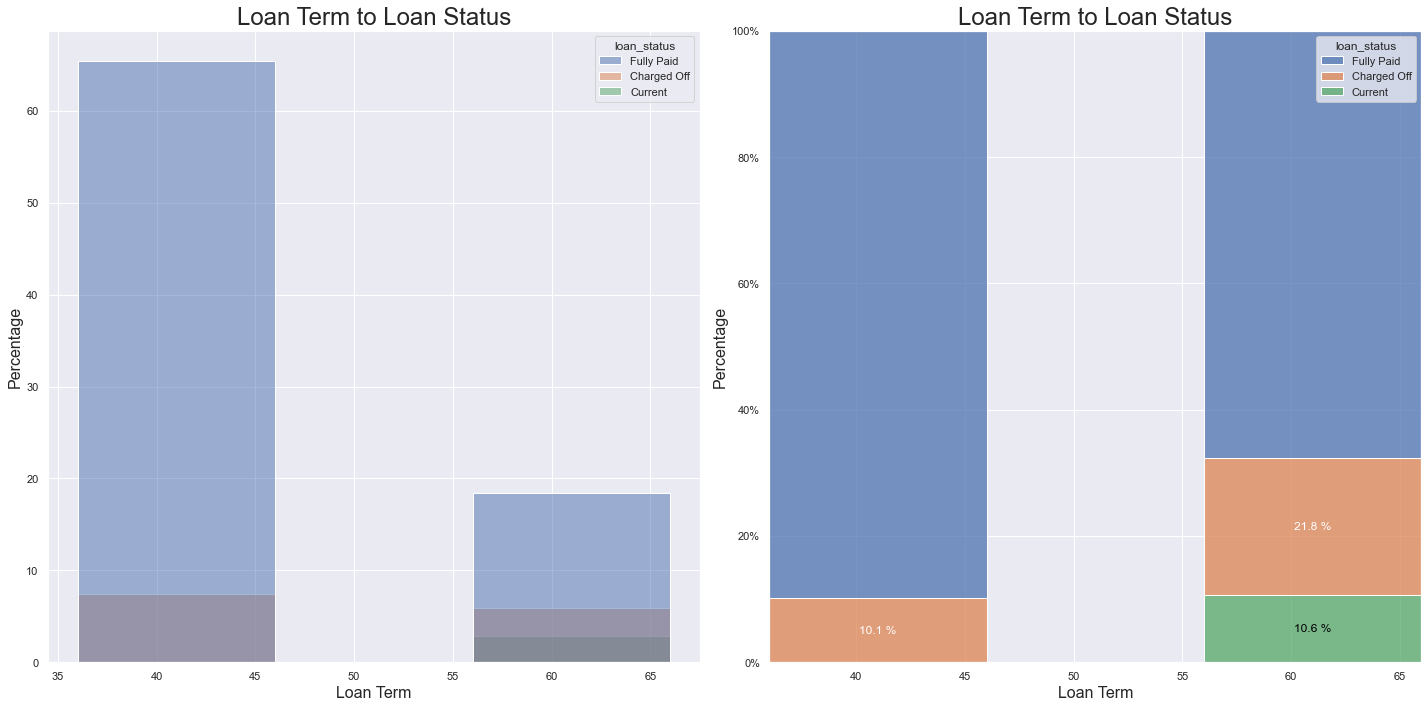 Loan Term to Loan Status
loan_status
Fully Paid
Charged Off
Current
Percentage
60
50
40
30
20
10
0
35 40 45 50 55 60 65
Loan Term
Loan Term to Loan Status
loan_status
Fully Paid
Charged Off
Current
Percentage
100%
80%
60%
40%
20%
0%
21.8 %
10.1 %
10.6 %
40 45 50 55 60 65
Loan Term